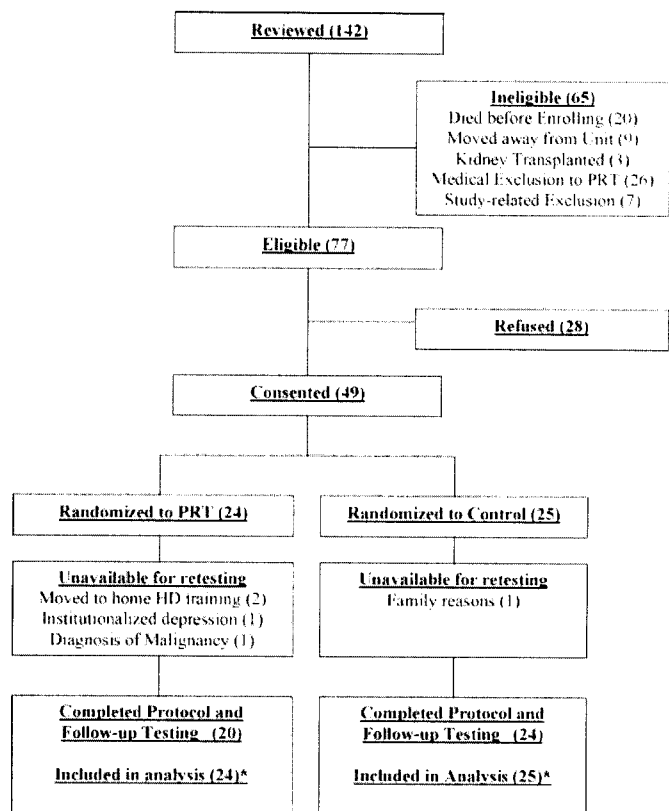 Reviewed (142)
Ineligible (65)
Died before Enrolling (20)
Moved away from Unit (9)
Kidney Transplanted (3)
Medical Exclusion to PRT (26)
Study-related Exclusion (7)
Eligible (77)
Refused (28)
Consented (49)
Randomized to PRT (24)
Randomized to Control (25)
Unavailable for retesting
Moved to home HD training (2)
Institutionalized depression (1)
Diagnosis of Malignancy (1)
Unavailable for retesting
Family reasons (1)
Completed Protocol and
Follow-up Testing (20)
Included in analysis (24)*
Completed Protocol and
Follow-up Testing (24)
Included in Analysis (25)*